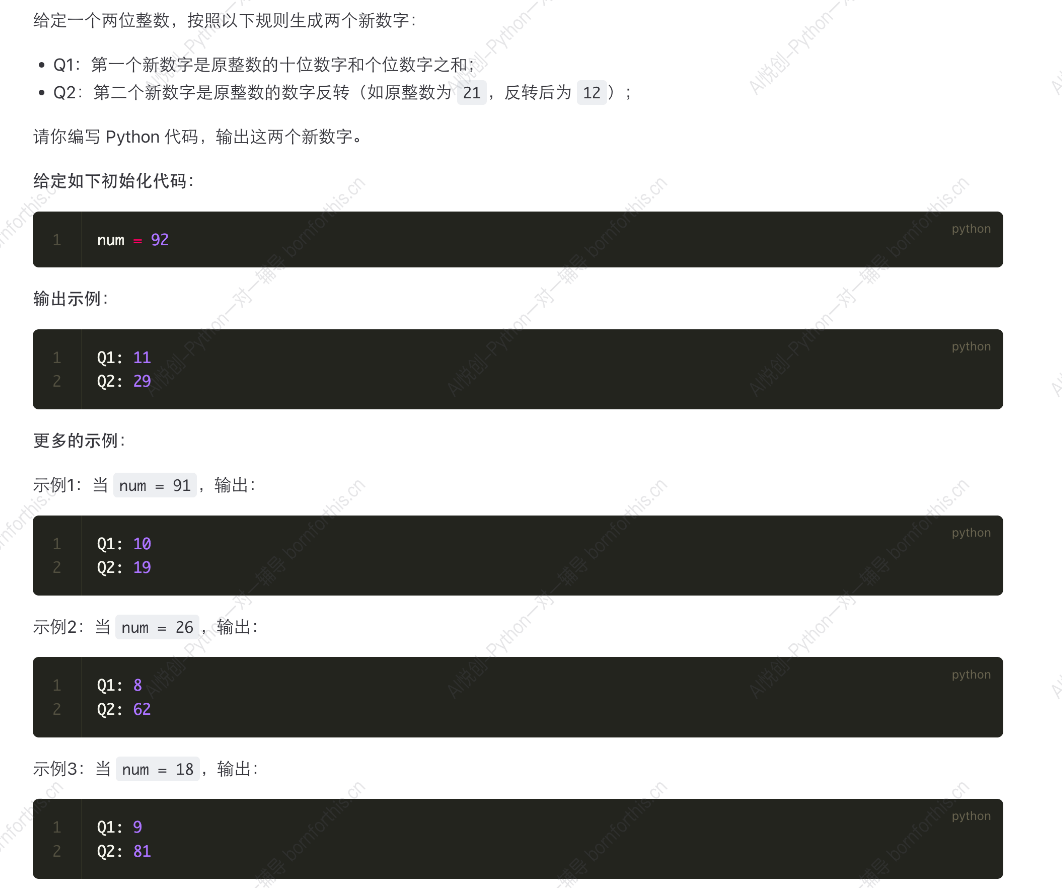 给定一个两位整数，按照以下规则生成两个新数字：
• Q1：第一个新数字是原整数的十位数字和个位数字之和；
• Q2：第二个新数字是原整数的数字反转（如原整数为 21，反转后为 12）；
请你编写 Python 代码，输出这两个新数字。
给定如下初始化代码：
python
1 num = 92
输出示例：
python
1 Q1: 11
2 Q2: 29
更多的示例：
示例1：当 num = 91，输出：
python
1 Q1: 10
2 Q2: 19
示例2：当 num = 26，输出：
python
1 Q1: 8
2 Q2: 62
示例3：当 num = 18，输出：
python
1 Q1: 9
2 Q2: 81
AI悦创-Python一对一辅导 bornforthis.cn